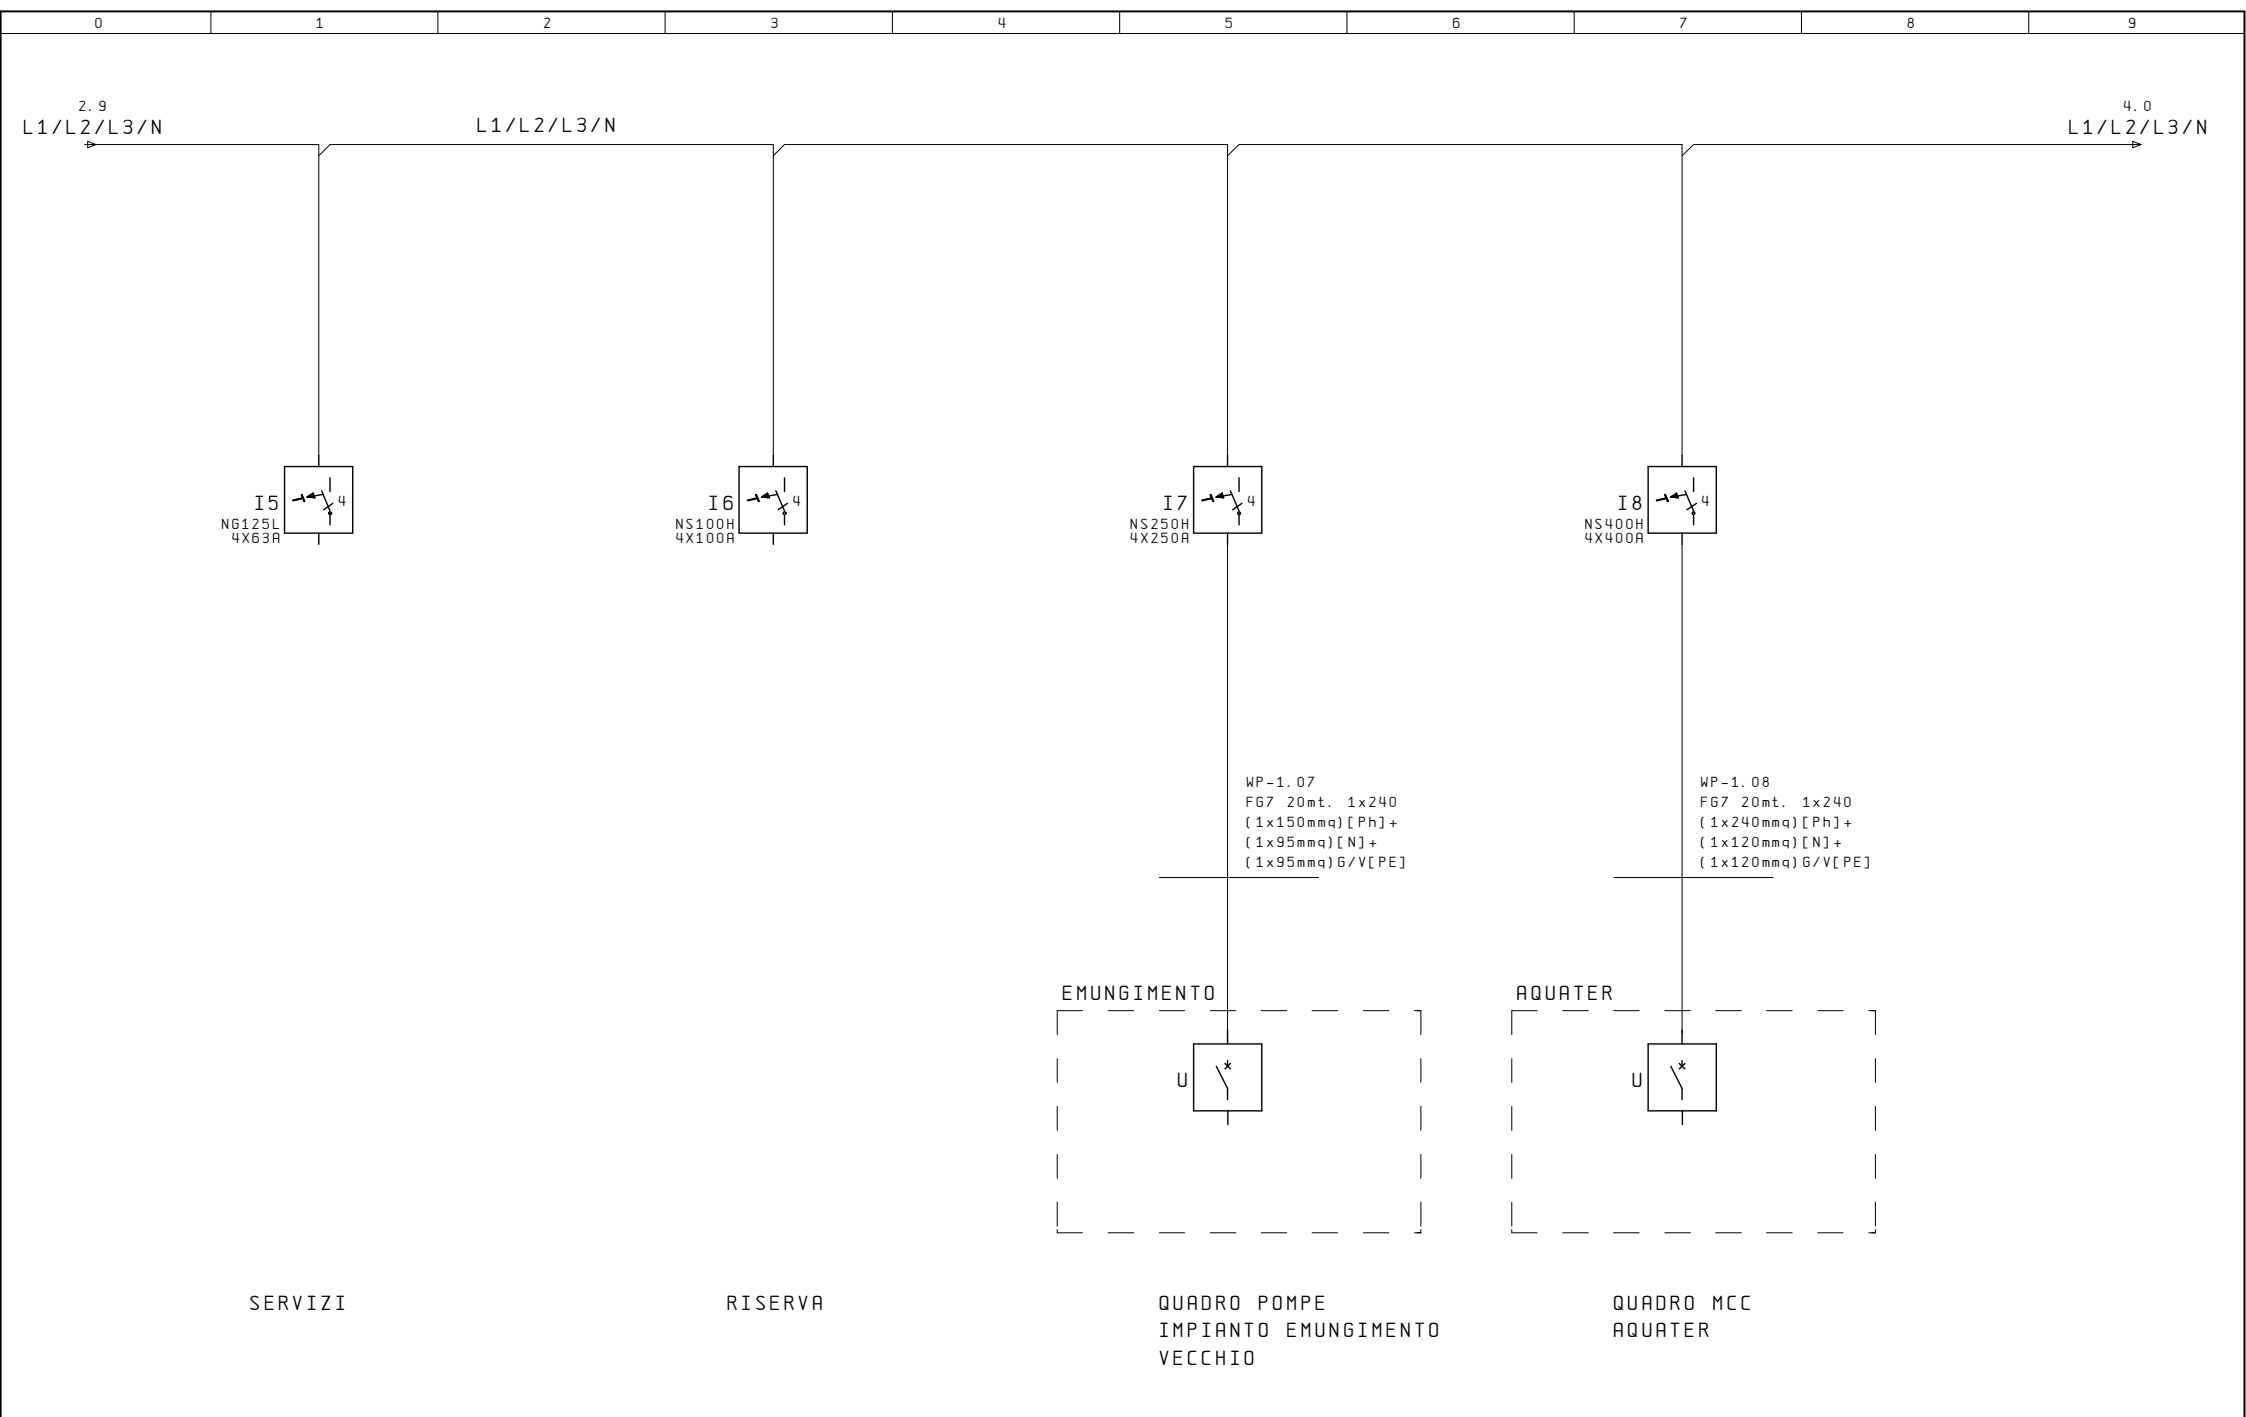 0 1 2 3 4 5 6 7 8 9
2.9
L1/L2/L3/N
L1/L2/L3/N
4.0
L1/L2/L3/N
I5
NG125L
4X63A
4
I6
NS100H
4X100A
4
I7
NS250H
4X250A
4
I8
NS400H
4X400A
4
WP-1.07
FG7 20mt. 1x240
(1x150mmq)[Ph]+
(1x95mmq)[N]+
(1x95mmq)G/V[PE]
WP-1.08
FG7 20mt. 1x240
(1x240mmq)[Ph]+
(1x120mmq)[N]+
(1x120mmq)G/V[PE]
EMUNGIMENTO
U
AQUATER
U
SERVIZI
RISERVA
QUADRO POMPE
IMPIANTO EMUNGIMENTO
VECCHIO
QUADRO MCC
AQUATER